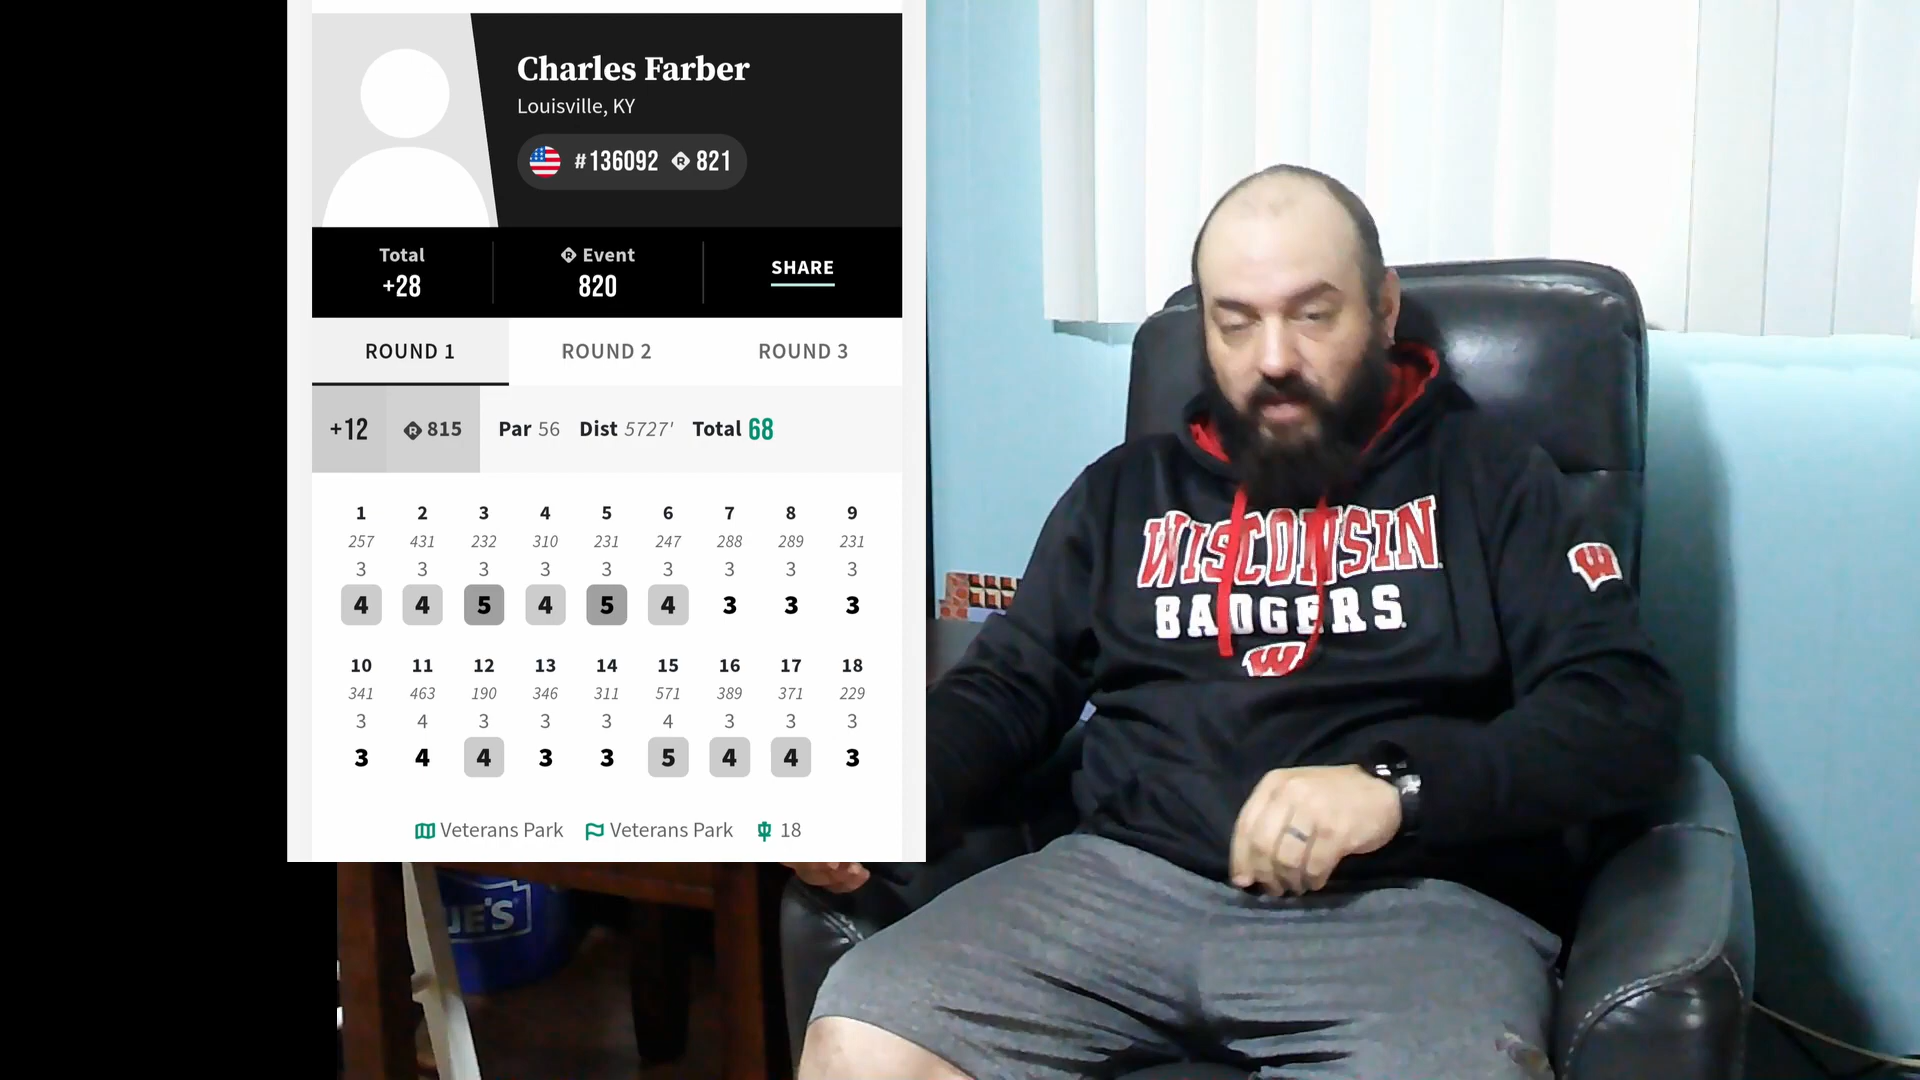 Charles Farber
Louisville, KY
#136092 R 821
Total
+28
R Event
820
SHARE
ROUND 1 ROUND 2 ROUND 3
+12 R 815 Par 56 Dist 5727' Total 68
1 2 3 4 5 6 7 8 9
257 431 232 310 231 247 288 289 231
3 3 3 3 3 3 3 3 3
4 4 5 4 5 4 3 3 3
10 11 12 13 14 15 16 17 18
341 463 190 346 311 571 389 371 229
3 4 3 3 3 4 3 3 3
3 4 4 3 3 5 4 4 3
Veterans Park Veterans Park 18
WISCONSIN
BADGERS
W
W